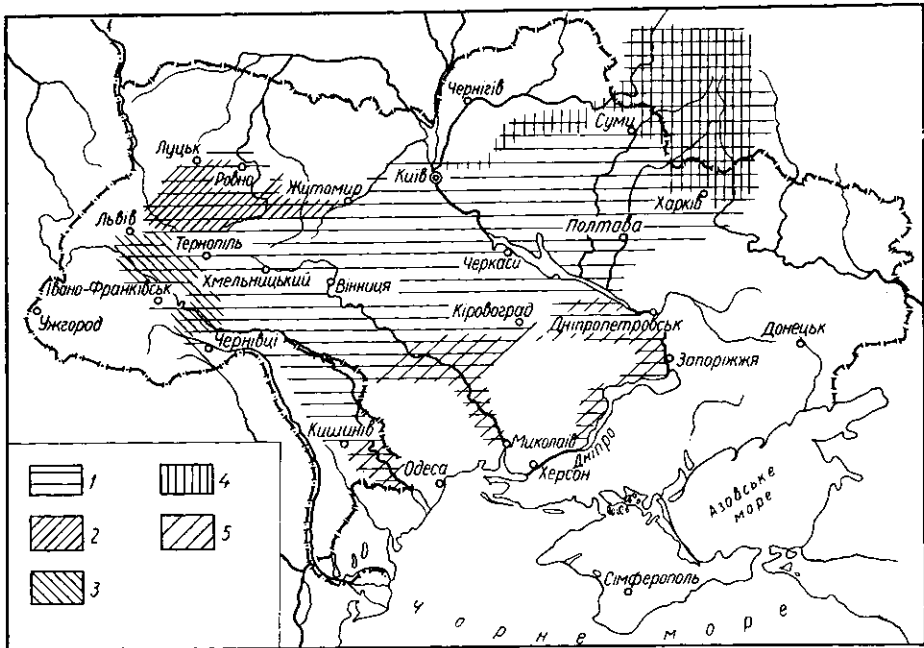 Чернігів
Суми
Луцьк
Ровно
Київ
Житомир
Харків
Львів
Полтава
Тернопіль
Черкаси
Хмельницький
Вінниця
Івано-Франківськ
Кіровоград
Ужгород
Дніпропетровськ
Донецьк
Чернівці
Запоріжжя
Кишинів
Миколаїв
Дніпро
Одеса
Херсон
Азовське
море
Сімферополь
Чорне море
1
4
2
5
3